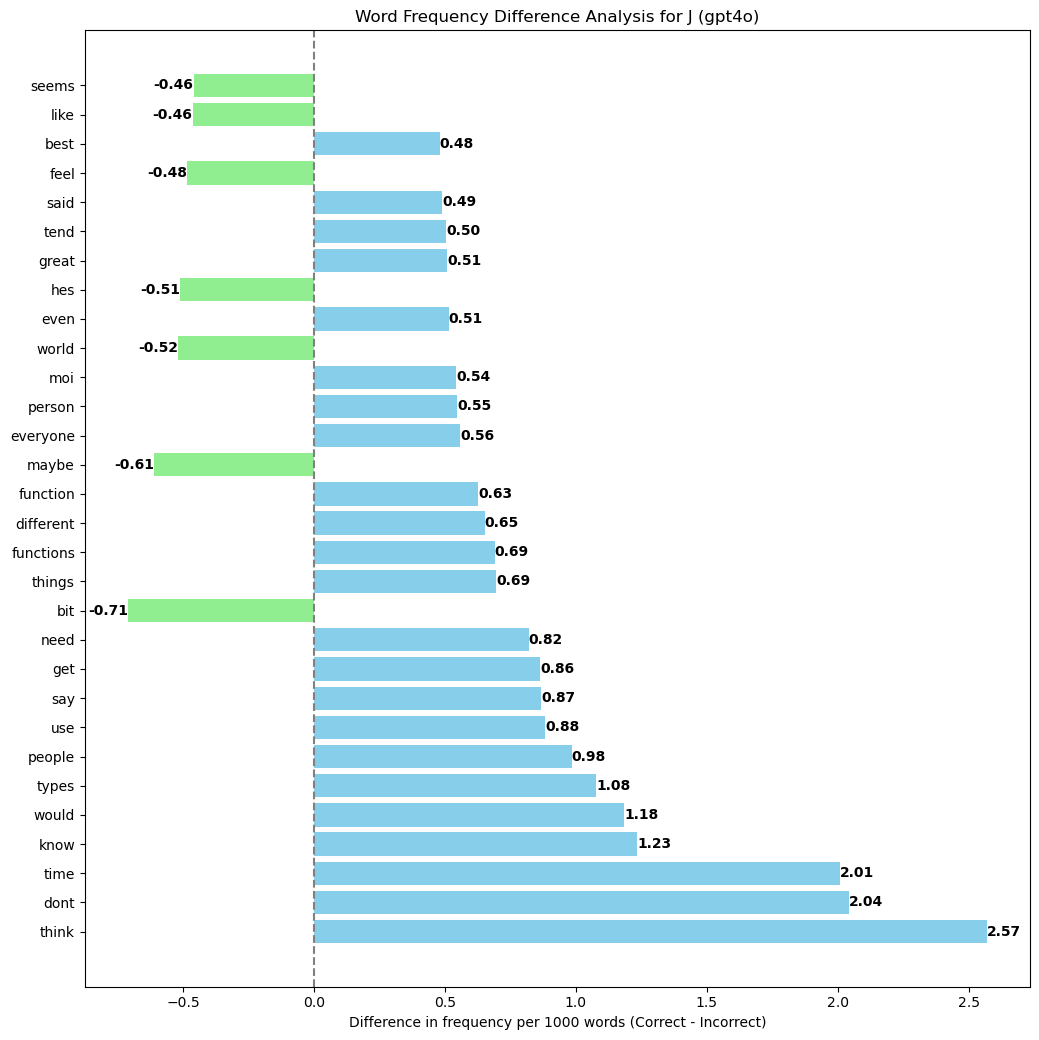 Word Frequency Difference Analysis for J (gpt4o)
seems -0.46
like -0.46
best 0.48
feel -0.48
said 0.49
tend 0.50
great 0.51
hes -0.51
even 0.51
world -0.52
moi 0.54
person 0.55
everyone 0.56
maybe -0.61
function 0.63
different 0.65
functions 0.69
things 0.69
bit -0.71
need 0.82
get 0.86
say 0.87
use 0.88
people 0.98
types 1.08
would 1.18
know 1.23
time 2.01
dont 2.04
think 2.57
−0.5 0.0 0.5 1.0 1.5 2.0 2.5
Difference in frequency per 1000 words (Correct - Incorrect)